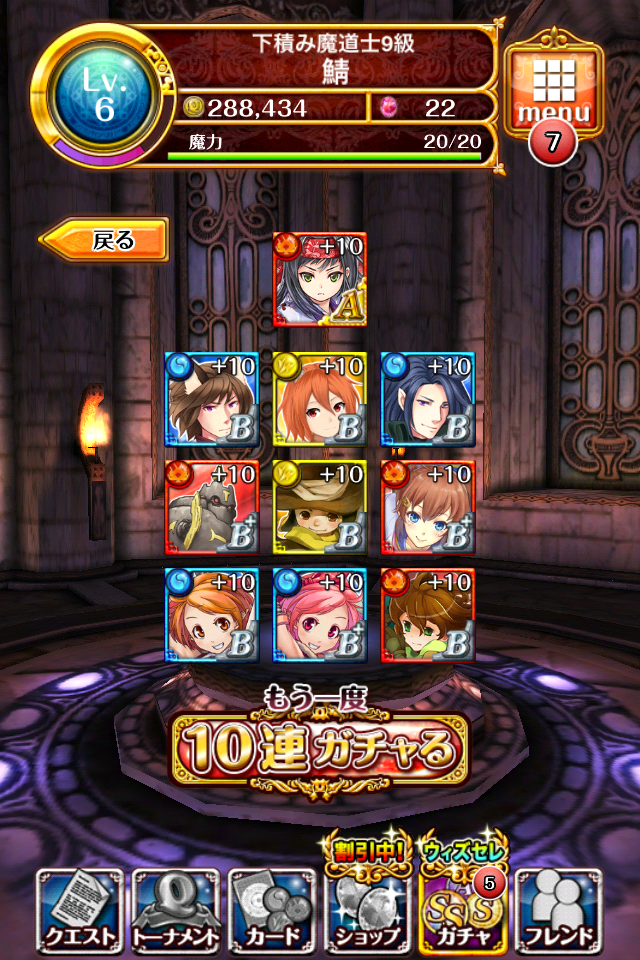 下積み魔道士9級
鯖
Lv.
6
288,434
22
menu
7
魔力
20/20
戻る
+10
A
+10
B
+10
B
+10
B
+10
B+
+10
B
+10
B+
+10
B
+10
B+
+10
B
もう一度
10連ガチャる
割引中!
ウィズセレ
5
SS S
クエスト
トーナメント
カード
ショップ
ガチャ
フレンド